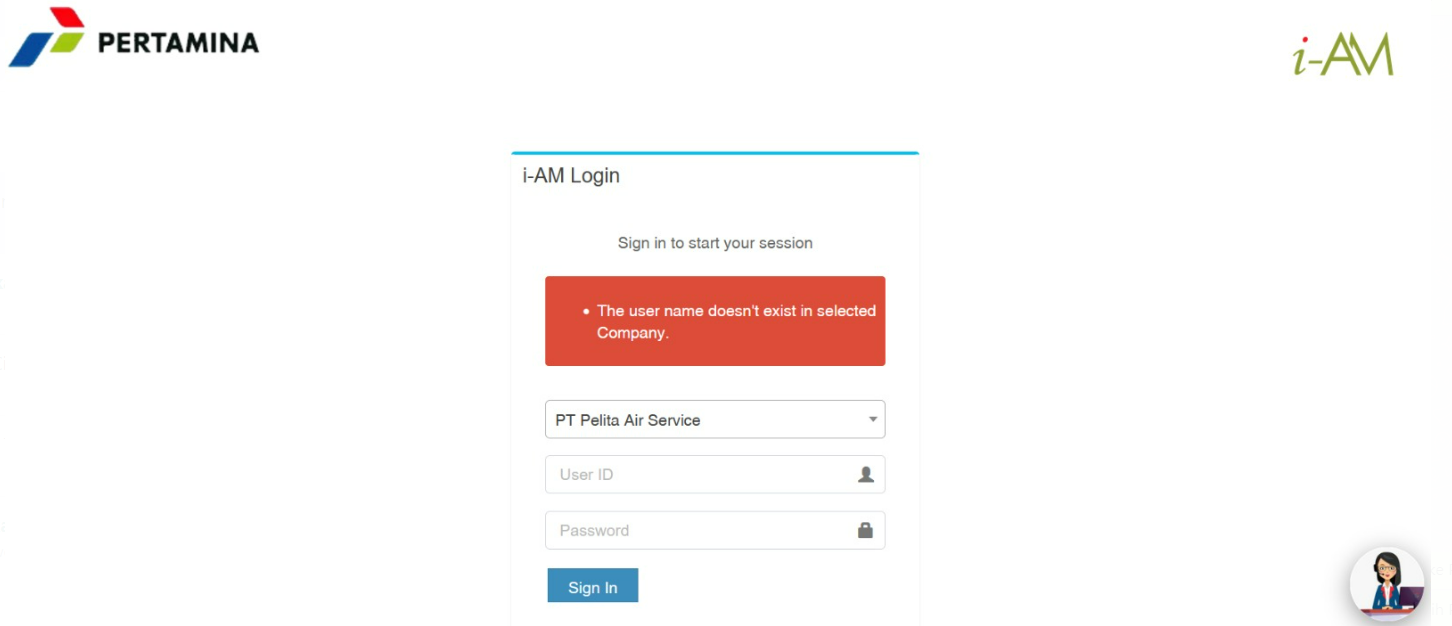 PERTAMINA
i-AM
i-AM Login
Sign in to start your session
The user name doesn't exist in selected
Company.
PT Pelita Air Service
User ID
Password
Sign In